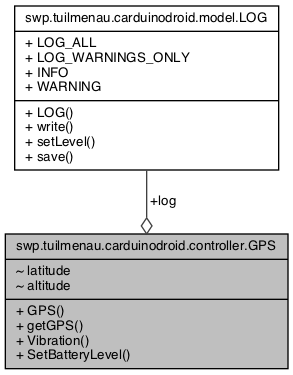 swp.tuilmenau.carduinodroid.model.LOG
+ LOG_ALL
+ LOG_WARNINGS_ONLY
+ INFO
+ WARNING
+ LOG()
+ write()
+ setLevel()
+ save()
+log
swp.tuilmenau.carduinodroid.controller.GPS
~ latitude
~ altitude
+ GPS()
+ getGPS()
+ Vibration()
+ SetBatteryLevel()